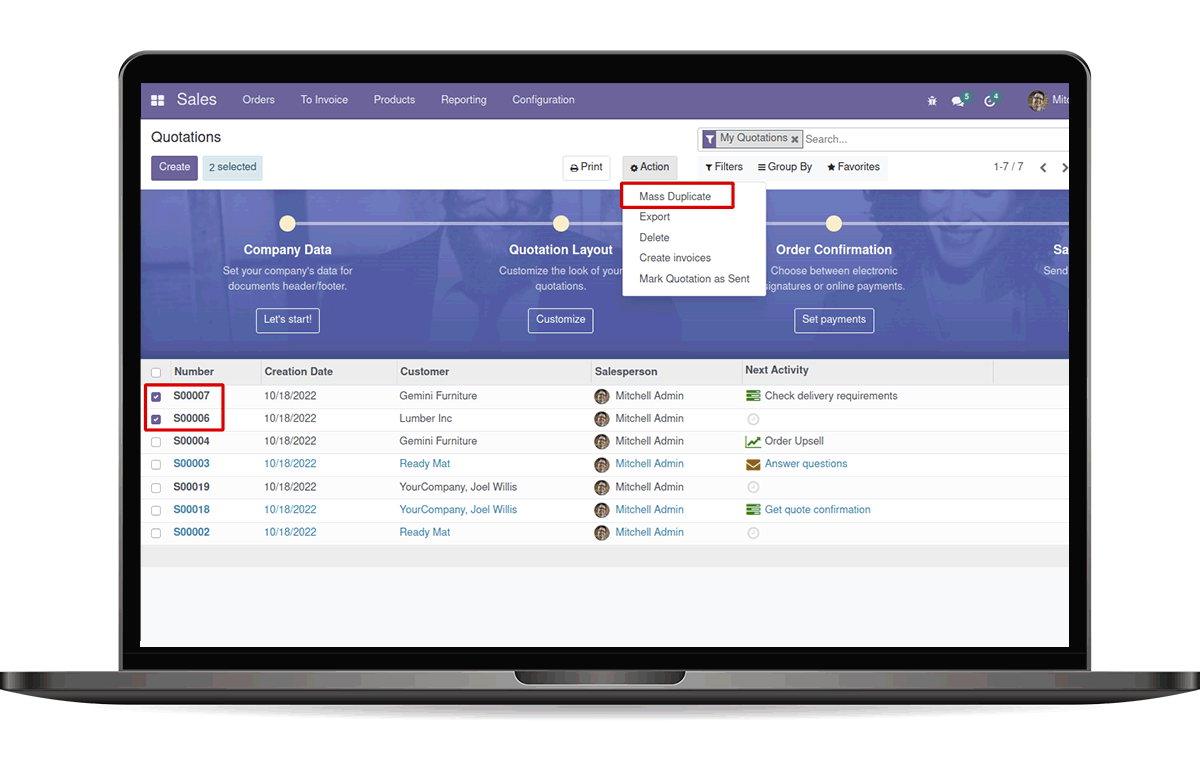 Sales Orders To Invoice Products Reporting Configuration 5 4 Mitc
Quotations My Quotations Search...
Create 2 selected Print Action Filters Group By Favorites 1-7 / 7
Mass Duplicate
Export
Delete
Create invoices
Mark Quotation as Sent
Company Data
Set your company's data for
documents header/footer.
Let's start!
Quotation Layout
Customize the look of your
quotations.
Customize
Order Confirmation
Choose between electronic
signatures or online payments.
Set payments
Sa
Send
Number Creation Date Customer Salesperson Next Activity
S00007 10/18/2022 Gemini Furniture Mitchell Admin Check delivery requirements
S00006 10/18/2022 Lumber Inc Mitchell Admin
S00004 10/18/2022 Gemini Furniture Mitchell Admin Order Upsell
S00003 10/18/2022 Ready Mat Mitchell Admin Answer questions
S00019 10/18/2022 YourCompany, Joel Willis Mitchell Admin
S00018 10/18/2022 YourCompany, Joel Willis Mitchell Admin Get quote confirmation
S00002 10/18/2022 Ready Mat Mitchell Admin